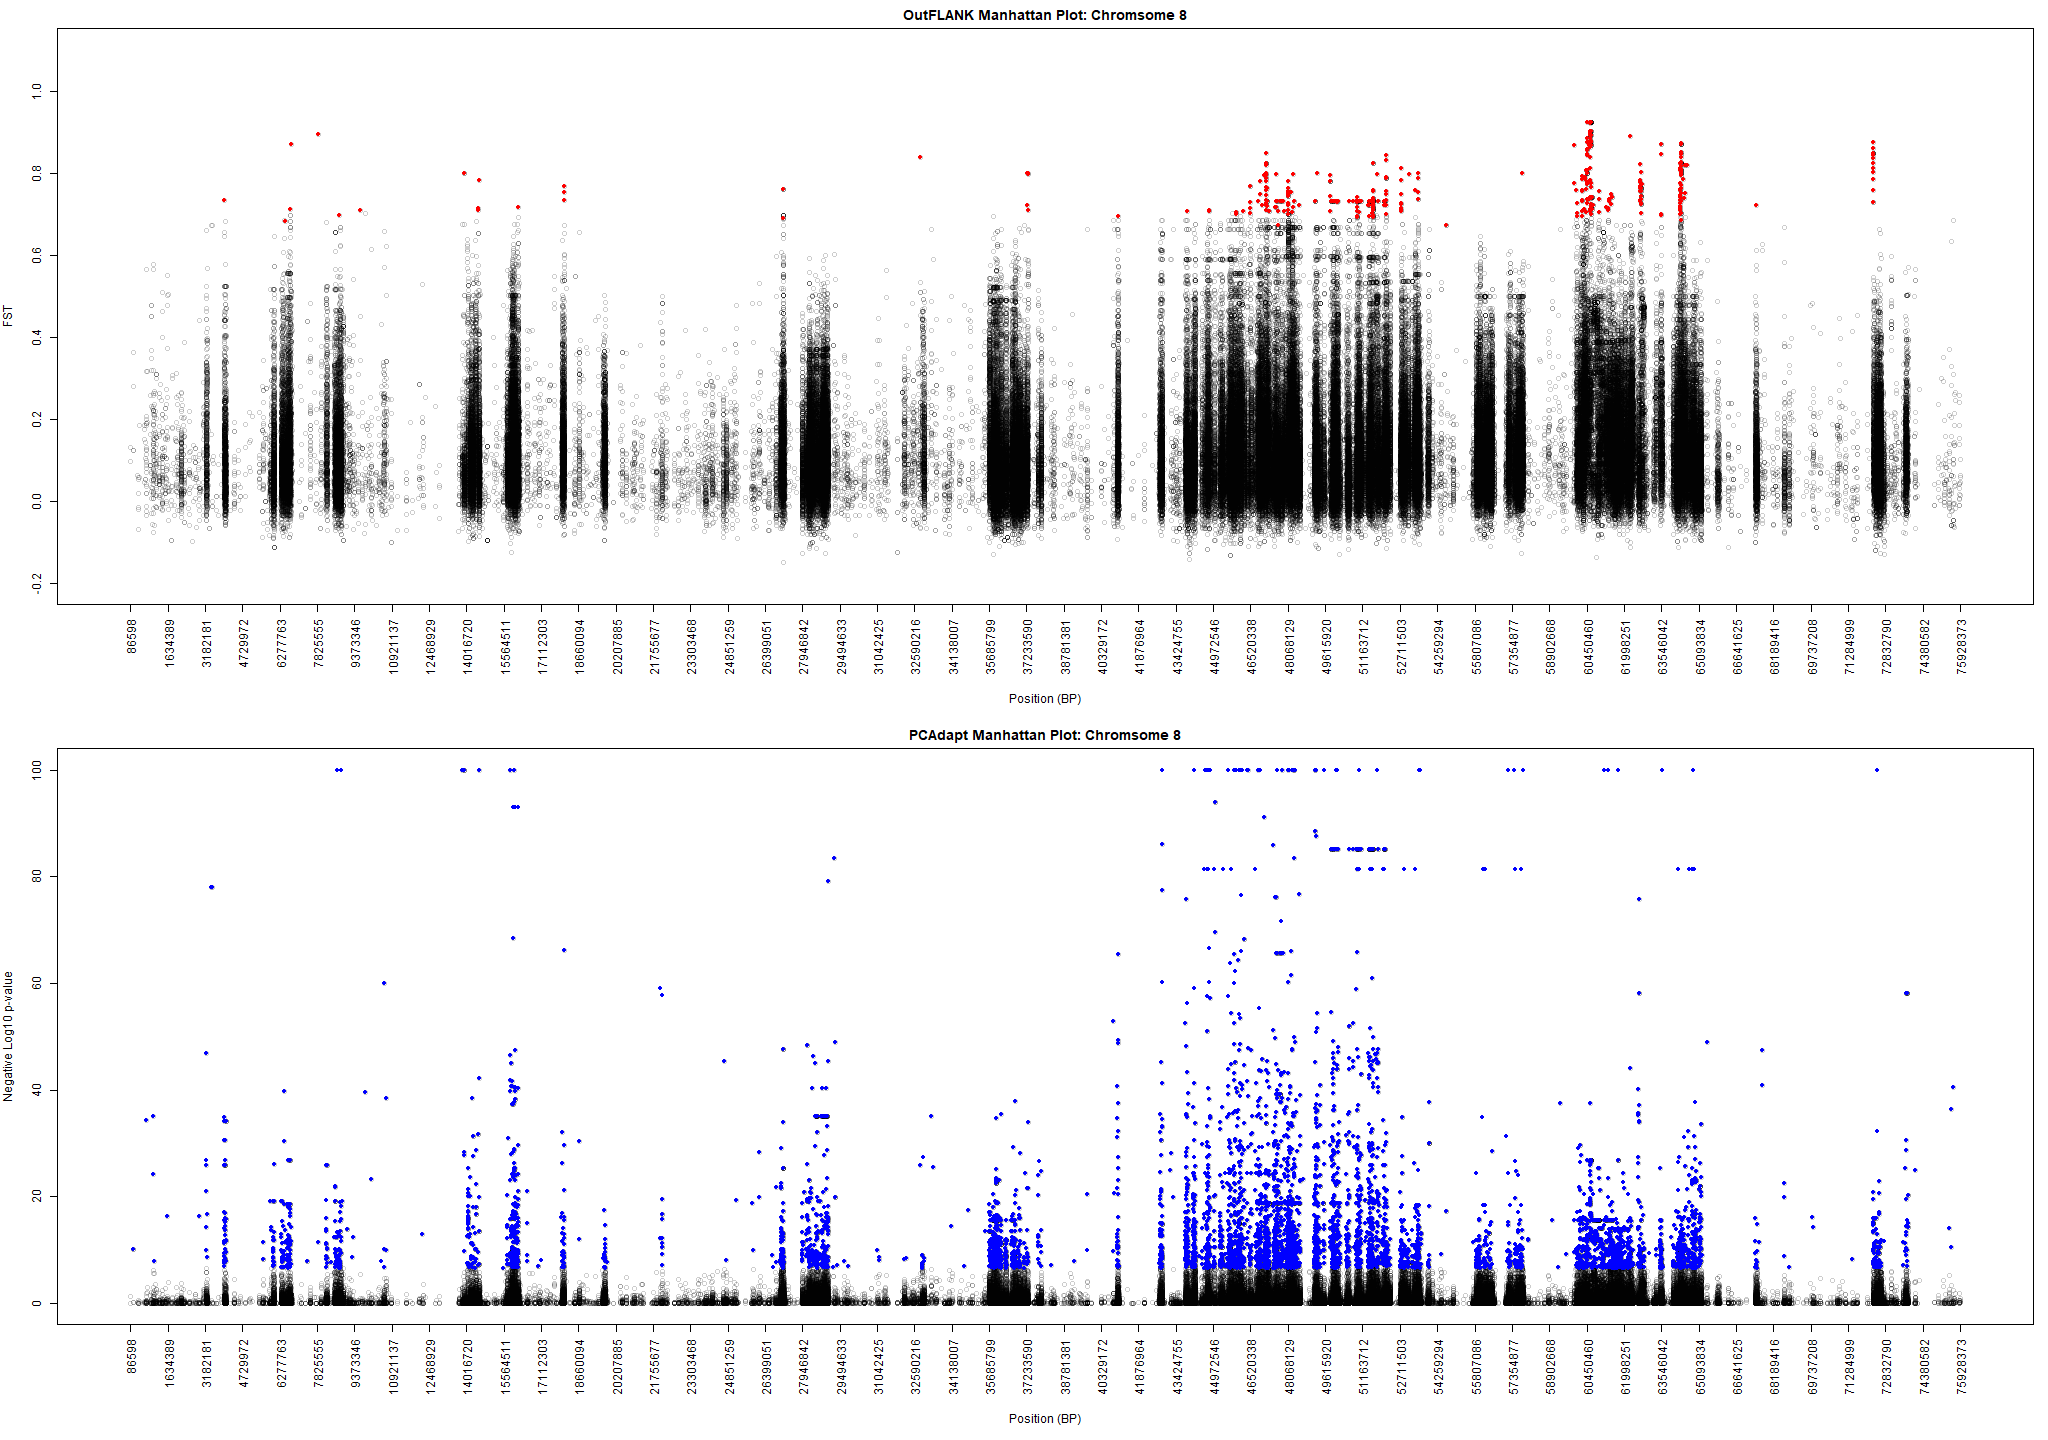 OutFLANK Manhattan Plot: Chromsome 8
1.0
0.8
0.6
0.4
0.2
0.0
-0.2
FST
86598 1634389 3182181 4729972 6277763 7825555 9373346 10921137 12468929 14016720 15564511 17112303 18660094 20207885 21755677 23303468 24851259 26399051 27946842 29494633 31042425 32590216 34138007 35685799 37233590 38781381 40329172 41876964 43424755 44972546 46520338 48068129 49615920 51163712 52711503 54259294 55807086 57354877 58902668 60450460 61998251 63546042 65093834 66641625 68189416 69737208 71284999 72832790 74380582 75928373
Position (BP)
PCAdapt Manhattan Plot: Chromsome 8
100
80
60
40
20
0
Negative Log10 p-value
86598 1634389 3182181 4729972 6277763 7825555 9373346 10921137 12468929 14016720 15564511 17112303 18660094 20207885 21755677 23303468 24851259 26399051 27946842 29494633 31042425 32590216 34138007 35685799 37233590 38781381 40329172 41876964 43424755 44972546 46520338 48068129 49615920 51163712 52711503 54259294 55807086 57354877 58902668 60450460 61998251 63546042 65093834 66641625 68189416 69737208 71284999 72832790 74380582 75928373
Position (BP)